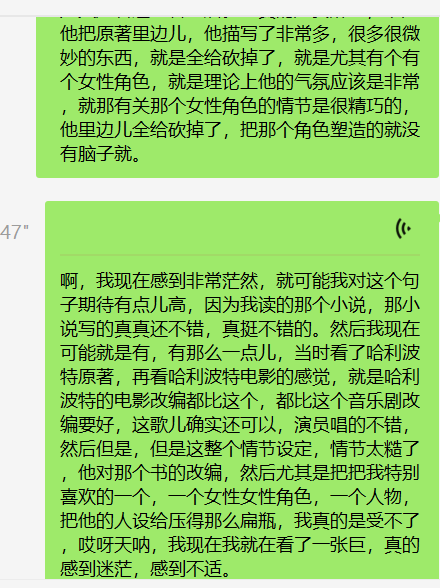 他把原著里边儿，他描写了非常多，很多很微
妙的东西，就是全给砍掉了，就是尤其有个有
个女性角色，就是理论上他的气氛应该是非常
，就那有关那个女性角色的情节是很精巧的，
他里边儿全给砍掉了，把那个角色塑造的就没
有脑子就。
47"
啊，我现在感到非常茫然，就可能我对这个句
子期待有点儿高，因为我读的那个小说，那小
说写的真真还不错，真挺不错的。然后我现在
可能就是有，有那么一点儿，当时看了哈利波
特原著，再看哈利波特电影的感觉，就是哈利
波特的电影改编都比这个，都比这个音乐剧改
编要好，这歌儿确实还可以，演员唱的不错，
然后但是，但是这整个情节设定，情节太糙了
，他对那个书的改编，然后尤其是把把我特别
喜欢的一个，一个女性女性角色，一个人物，
把他的人设给压得那么扁瓶，我真的是受不了
，哎呀天呐，我现在我就在看了一张巨，真的
感到迷茫，感到不适。